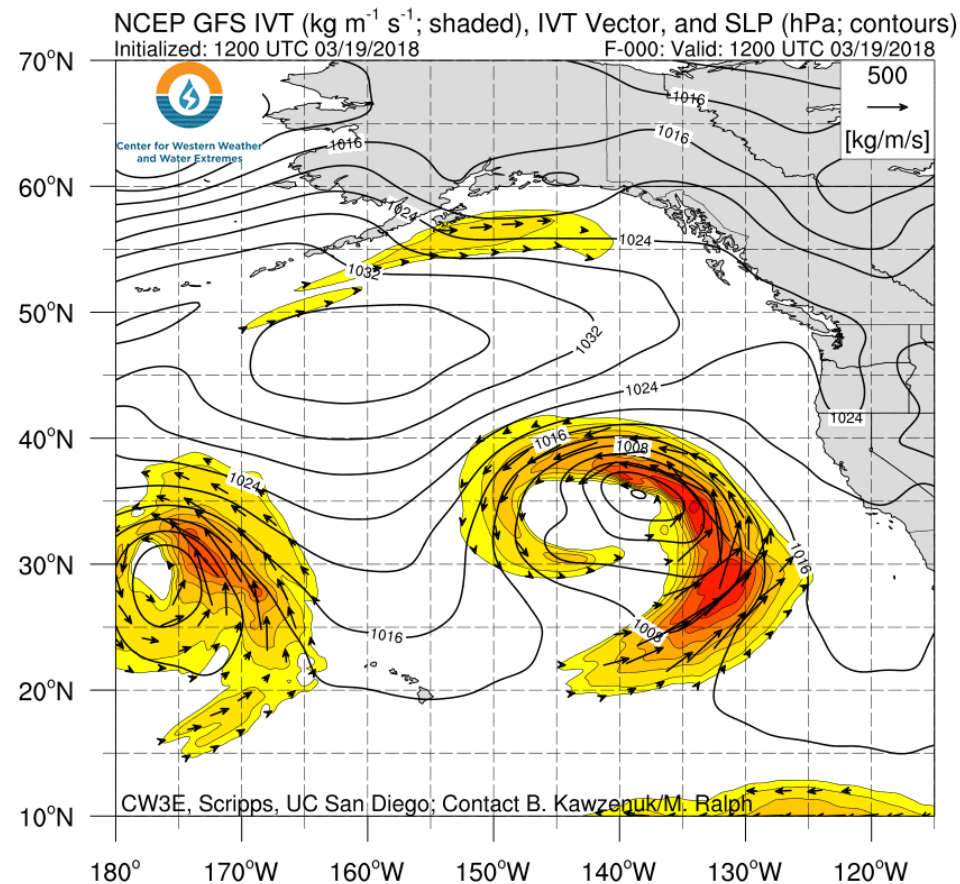 NCEP GFS IVT (kg m⁻¹ s⁻¹; shaded), IVT Vector, and SLP (hPa; contours)
Initialized: 1200 UTC 03/19/2018 F-000: Valid: 1200 UTC 03/19/2018
70°N
500
[kg/m/s]
1016
1016
Center for Western Weather
and Water Extremes
1016
60°N
1024
1024
1032
50°N
1032
1024
1024
40°N
1016
1008
1024
30°N
1016
1008
1016
20°N
CW3E, Scripps, UC San Diego; Contact B. Kawzenuk/M. Ralph
10°N
180° 170°W 160°W 150°W 140°W 130°W 120°W